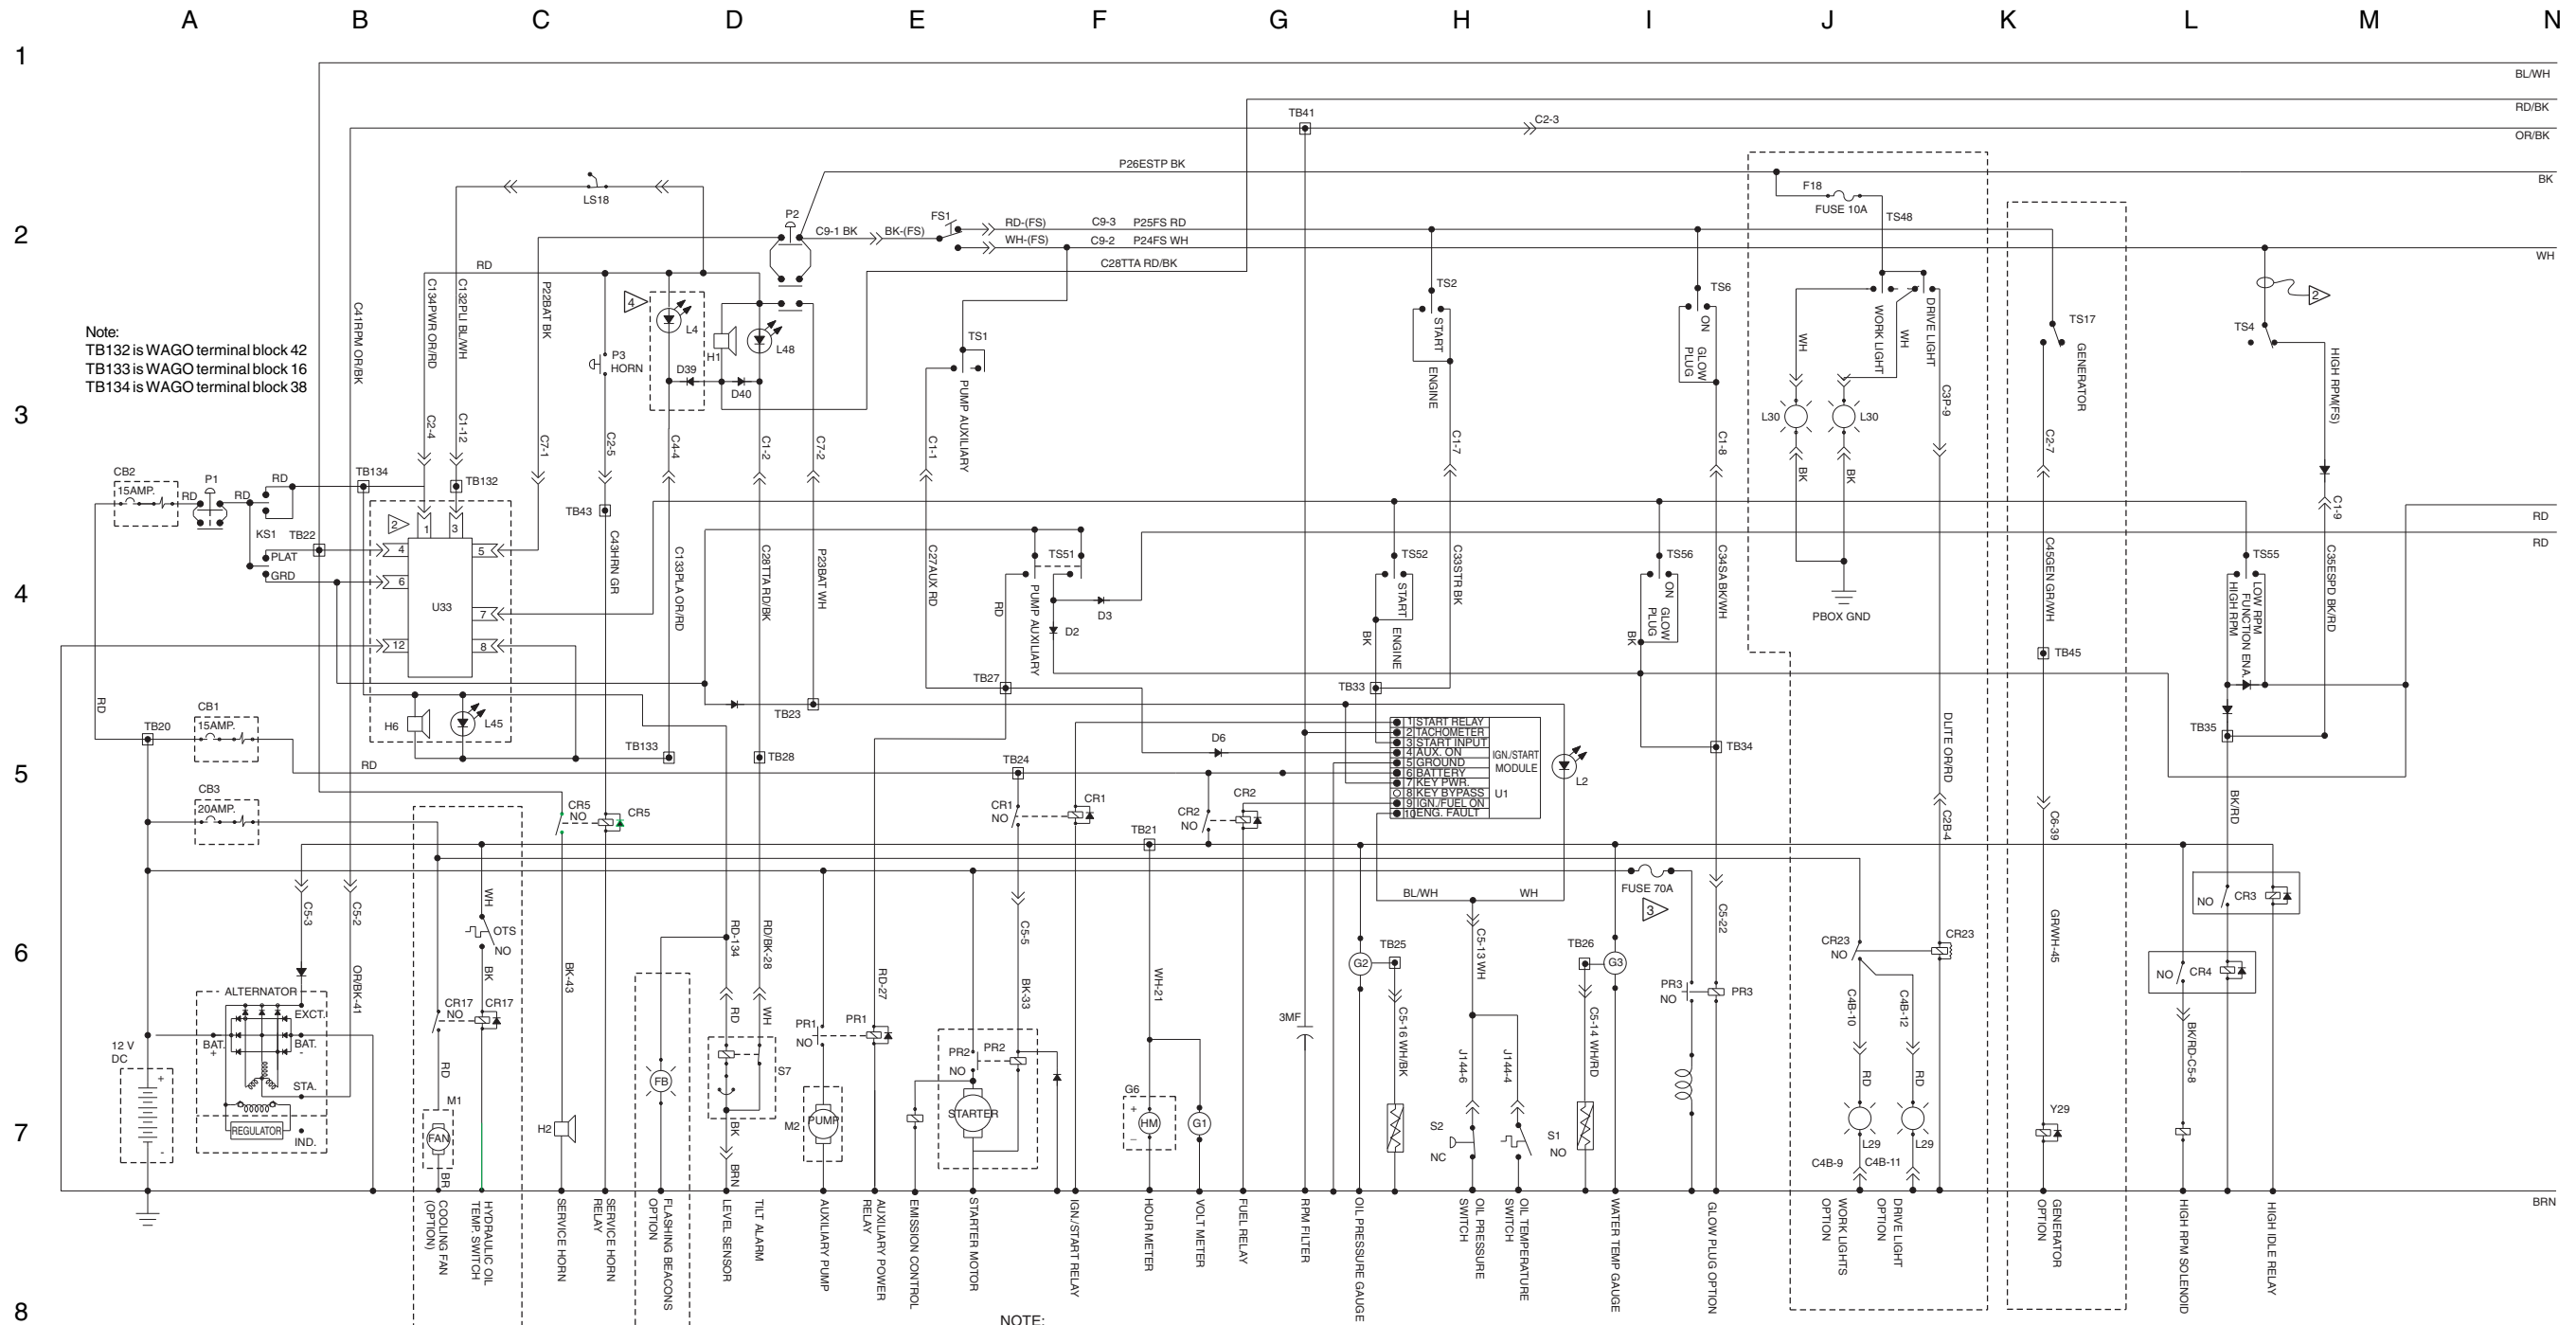 A B C D E F G H I J K L M N
1
BL/WH
RD/BK
TB41
C2-3
OR/BK
P26ESTP BK
BK
LS18
F18
FUSE 10A
TS48
2
P2
C9-1 BK
BK-(FS)
FS1
RD-(FS)
C9-3
P25FS RD
WH-(FS)
C9-2
P24FS WH
WH
RD
C28TTA RD/BK
C41RPM OR/BK
C134PWR OR/RD
C132PLI BL/WH
P22BAT BK
4
L4
H1
L48
P3
HORN
D39
D40
TS1
PUMP AUXILIARY
TS2
START
ENGINE
TS6
ON
GLOW
PLUG
WORK LIGHT
DRIVE LIGHT
WH
WH
TS17
GENERATOR
2
TS4
HIGH RPM(FS)
Note:
TB132 is WAGO terminal block 42
TB133 is WAGO terminal block 16
TB134 is WAGO terminal block 38
3
L30
L30
C3P-9
C2-4
C1-12
C7-1
C2-5
C4-4
C1-2
C7-2
C1-1
C1-7
C1-8
BK
BK
C2-7
C1-9
CB2
15AMP.
RD
P1
RD
RD
TB134
TB132
KS1
TB22
PLAT
GRD
2
1
3
4
5
6
7
8
12
U33
TB43
C43HRN GR
C133PLA OR/RD
C28TTA RD/BK
P23BAT WH
C27AUX RD
RD
TS51
PUMP AUXILIARY
D3
D2
TS52
START
ENGINE
BK
C33STR BK
TS56
ON
GLOW
PLUG
BK
C34SA BK/WH
PBOX GND
C45GEN GR/WH
TB45
TS55
LOW RPM
FUNCTION ENA.
HIGH RPM
C35ESPD BK/RD
RD
RD
4
RD
TB27
TB33
TB23
H6
L45
TB20
CB1
15AMP.
RD
TB133
TB28
TB24
D6
1 START RELAY
2 TACHOMETER
3 START INPUT
4 AUX. ON
5 GROUND
6 BATTERY
7 KEY PWR.
8 KEY BYPASS
9 IGN./FUEL ON
10 ENG. FAULT
IGN./START
MODULE
U1
L2
TB34
DLITE OR/RD
TB35
BK/RD
5
CB3
20AMP.
CR5
NO
CR5
CR1
NO
CR1
CR2
NO
CR2
TB21
C2B-4
C6-39
C5-3
C5-2
WH
OTS
NO
BK
BL/WH
WH
FUSE 70A
3
C5-22
GR/WH-45
NO
CR3
6
OR/BK-41
BK-43
RD-134
RD/BK-28
RD-27
C5-5
BK-33
WH-21
G2
TB25
C5-13 WH
TB26
G3
CR23
NO
CR23
NO
CR4
ALTERNATOR
EXCT.
BAT.
+
BAT.
-
STA.
REGULATOR
IND.
12 V
DC
+
-
CR17
NO
CR17
RD
M1
FAN
BR
H2
FB
RD
WH
S7
BK
BRN
PR1
NO
PR1
M2
PUMP
PR2
NO
PR2
STARTER
G6
+
HM
–
G1
3MF
C5-16 WH/BK
J144-6
J144-4
S2
NC
S1
NO
C5-14 WH/RD
PR3
NO
PR3
C4B-10
C4B-12
RD
RD
L29
L29
C4B-9
C4B-11
Y29
BK/RD-C5-8
7
BRN
COOLING FAN
(OPTION)
HYDRAULIC OIL
TEMP. SWITCH
SERVICE HORN
SERVICE HORN
RELAY
FLASHING BEACONS
OPTION
LEVEL SENSOR
TILT ALARM
AUXILIARY PUMP
AUXILIARY POWER
RELAY
EMISSION CONTROL
STARTER MOTOR
IGN./START RELAY
HOUR METER
VOLT METER
FUEL RELAY
RPM FILTER
OIL PRESSURE GAUGE
OIL PRESSURE
SWITCH
OIL TEMPERATURE
SWITCH
WATER TEMP GAUGE
GLOW PLUG OPTION
WORK LIGHTS
OPTION
DRIVE LIGHT
OPTION
GENERATOR
OPTION
HIGH RPM SOLENOID
HIGH IDLE RELAY
8
NOTE: